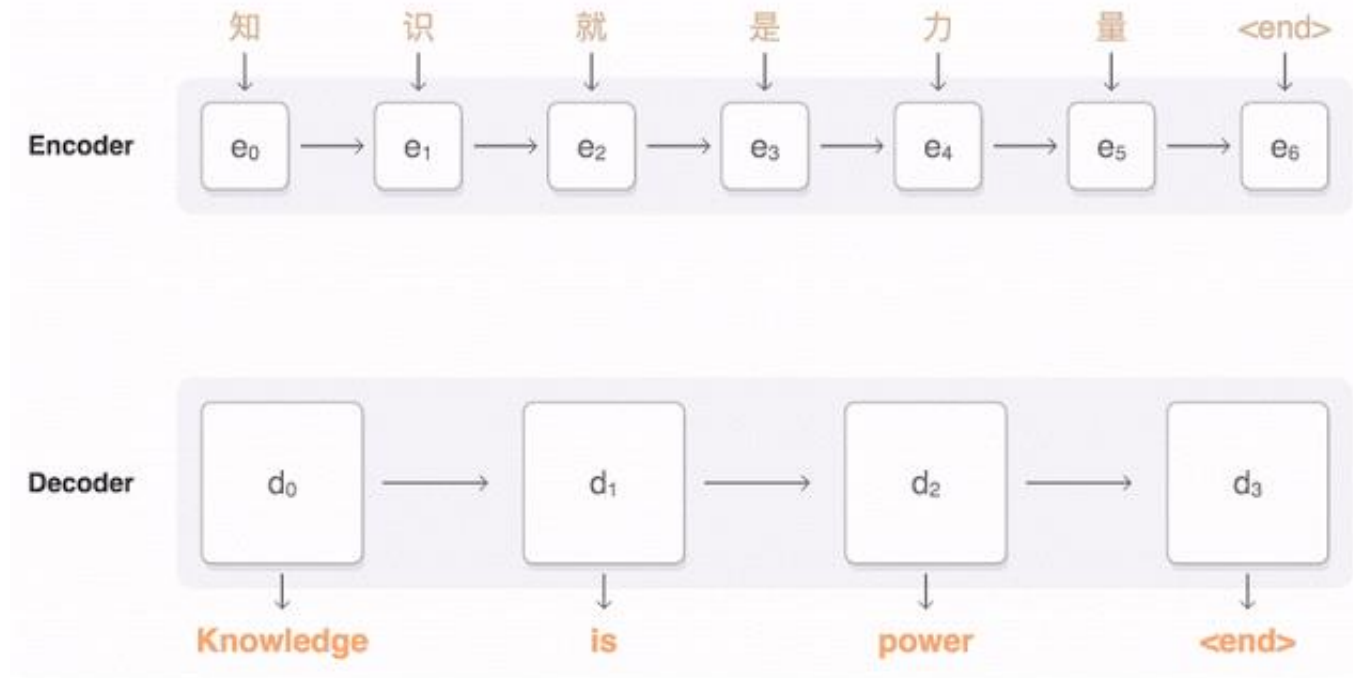 知 识 就 是 力 量 <end>
Encoder e₀ e₁ e₂ e₃ e₄ e₅ e₆
Decoder d₀ d₁ d₂ d₃
Knowledge is power <end>